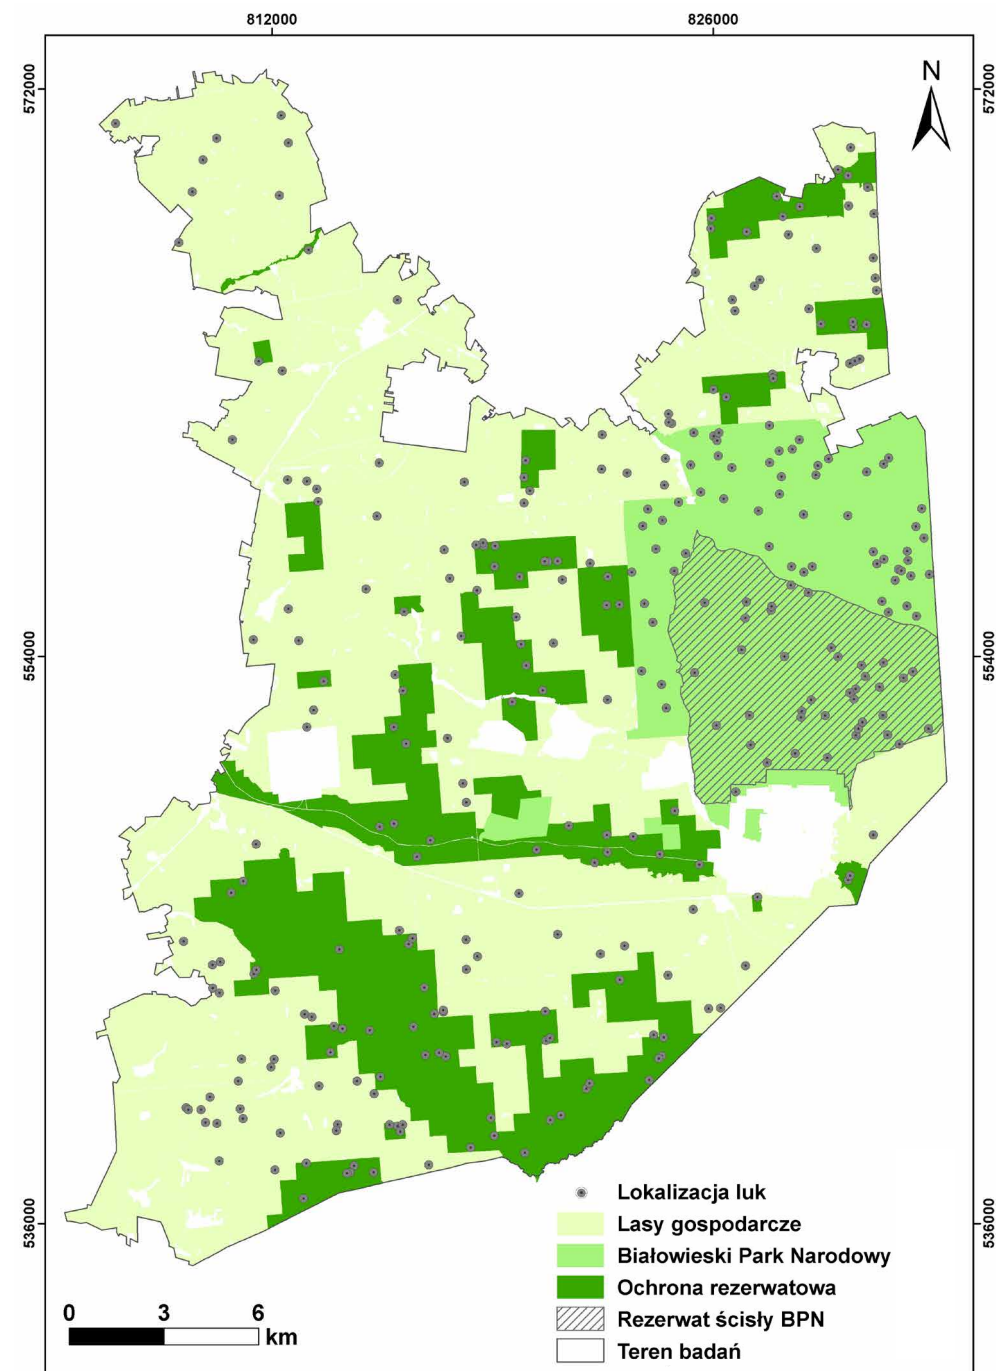 812000 826000
572000 572000
N
554000 554000
536000 536000
Lokalizacja luk
Lasy gospodarcze
Białowieski Park Narodowy
Ochrona rezerwatowa
Rezerwat ścisły BPN
Teren badań
0 3 6
km